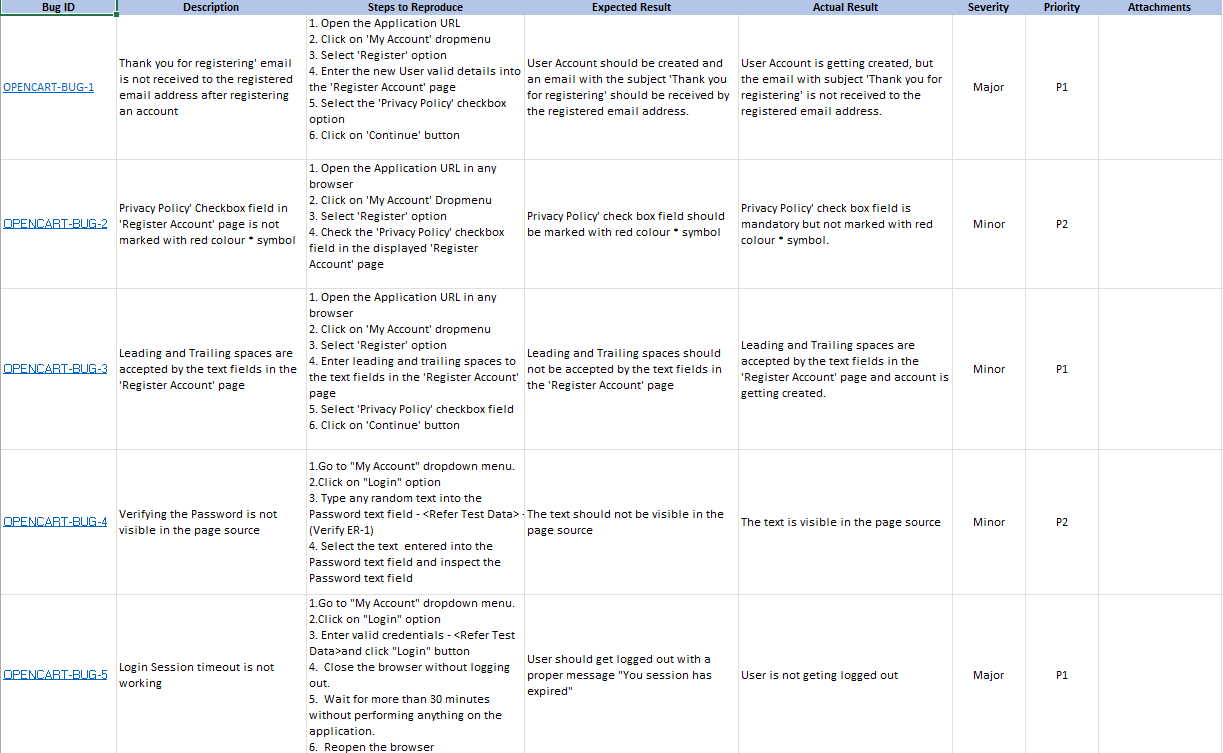 Bug ID Description Steps to Reproduce Expected Result Actual Result Severity Priority Attachments
OPENCART-BUG-1
Thank you for registering' email
is not received to the registered
email address after registering
an account
1. Open the Application URL
2. Click on 'My Account' dropmenu
3. Select 'Register' option
4. Enter the new User valid details into
the 'Register Account' page
5. Select the 'Privacy Policy' checkbox
option
6. Click on 'Continue' button
User Account should be created and
an email with the subject 'Thank you
for registering' should be received by
the registered email address.
User Account is getting created, but
the email with subject 'Thank you for
registering' is not received to the
registered email address.
Major
P1
OPENCART-BUG-2
Privacy Policy' Checkbox field in
'Register Account' page is not
marked with red colour * symbol
1. Open the Application URL in any
browser
2. Click on 'My Account' Dropmenu
3. Select 'Register' option
4. Check the 'Privacy Policy' checkbox
field in the displayed 'Register
Account' page
Privacy Policy' check box field should
be marked with red colour * symbol
Privacy Policy' check box field is
mandatory but not marked with red
colour * symbol.
Minor
P2
OPENCART-BUG-3
Leading and Trailing spaces are
accepted by the text fields in the
'Register Account' page
1. Open the Application URL in any
browser
2. Click on 'My Account' dropmenu
3. Select 'Register' option
4. Enter leading and trailing spaces to
the text fields in the 'Register Account'
page
5. Select 'Privacy Policy' checkbox field
6. Click on 'Continue' button
Leading and Trailing spaces should
not be accepted by the text fields in
the 'Register Account' page
Leading and Trailing spaces are
accepted by the text fields in the
'Register Account' page and account is
getting created.
Minor
P1
OPENCART-BUG-4
Verifying the Password is not
visible in the page source
1.Go to "My Account" dropdown menu.
2.Click on "Login" option
3. Type any random text into the
Password text field - <Refer Test Data> -
(Verify ER-1)
4. Select the text  entered into the
Password text field and inspect the
Password text field
The text should not be visible in the
page source
The text is visible in the page source
Minor
P2
OPENCART-BUG-5
Login Session timeout is not
working
1.Go to "My Account" dropdown menu.
2.Click on "Login" option
3. Enter valid credentials - <Refer Test
Data>and click "Login" button
4.  Close the browser without logging
out.
5.  Wait for more than 30 minutes
without performing anything on the
application.
6.  Reopen the browser
User should get logged out with a
proper message "You session has
expired"
User is not geting logged out
Major
P1